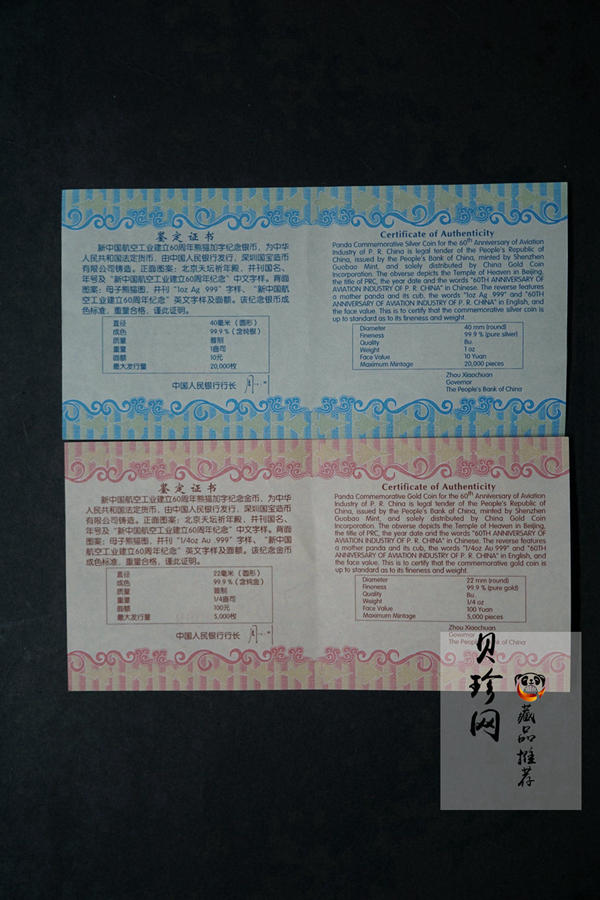 鉴定证书
新中国航空工业建立60周年熊猫加字纪念银币，为中华
人民共和国法定货币，由中国人民银行发行，深圳国宝造币
有限公司铸造。正面图案：北京天坛祈年殿，并刊国名、
年号及“新中国航空工业建立60周年纪念”中文字样。背面
图案：母子熊猫图，并刊“1oz Ag .999”字样、“新中国航
空工业建立60周年纪念”英文字样及面额。该纪念银币成
色标准，重量合格，谨此证明。
直径 40毫米（圆形）
成色 99.9％（含纯银）
质量 普制
重量 1盎司
面额 10元
最大发行量 20,000枚
中国人民银行行长
Certificate of Authenticity
Panda Commemorative Silver Coin for the 60th Anniversary of Aviation
Industry of P. R. China is legal tender of the People's Republic of
China, issued by the People's Bank of China, minted by Shenzhen
Guobao Mint, and solely distributed by China Gold Coin
Incorporation. The obverse depicts the Temple of Heaven in Beijing,
the title of PRC, the year date and the words "60TH ANNIVERSARY OF
AVIATION INDUSTRY OF P. R. CHINA" in Chinese. The reverse features
a mother panda and its cub, the words "1oz Ag .999" and "60TH
ANNIVERSARY OF AVIATION INDUSTRY OF P. R. CHINA" in English, and
the face value. This is to certify that the commemorative silver coin is
up to standard as to its fineness and weight.
Diameter 40 mm (round)
Fineness 99.9 % (pure silver)
Quality Bu.
Weight 1 oz
Face Value 10 Yuan
Maximum Mintage 20,000 pieces
Zhou Xiaochuan
Governor
The People's Bank of China
鉴定证书
新中国航空工业建立60周年熊猫加字纪念金币，为中华
人民共和国法定货币，由中国人民银行发行，深圳国宝造币
有限公司铸造。正面图案：北京天坛祈年殿，并刊国名、
年号及“新中国航空工业建立60周年纪念”中文字样。背面
图案：母子熊猫图，并刊“1/4oz Au .999”字样、“新中国
航空工业建立60周年纪念”英文字样及面额。该纪念金币
成色标准，重量合格，谨此证明。
直径 22毫米（圆形）
成色 99.9％（含纯金）
质量 普制
重量 1/4盎司
面额 100元
最大发行量 5,000枚
中国人民银行行长
Certificate of Authenticity
Panda Commemorative Gold Coin for the 60th Anniversary of Aviation
Industry of P. R. China is legal tender of the People's Republic of
China, issued by the People's Bank of China, minted by Shenzhen
Guobao Mint, and solely distributed by China Gold Coin
Incorporation. The obverse depicts the Temple of Heaven in Beijing,
the title of PRC, the year date and the words "60TH ANNIVERSARY OF
AVIATION INDUSTRY OF P. R. CHINA" in Chinese. The reverse features
a mother panda and its cub, the words "1/4oz Au 999" and "60TH
ANNIVERSARY OF AVIATION INDUSTRY OF P. R. CHINA" in English, and
the face value. This is to certify that the commemorative gold coin is
up to standard as to its fineness and weight.
Diameter 22 mm (round)
Fineness 99.9 % (pure gold)
Quality Bu.
Weight 1/4 oz
Face Value 100 Yuan
Maximum Mintage 5,000 pieces
Zhou Xiaochuan
Governor
The People's Bank of China
贝珍网
藏品推荐